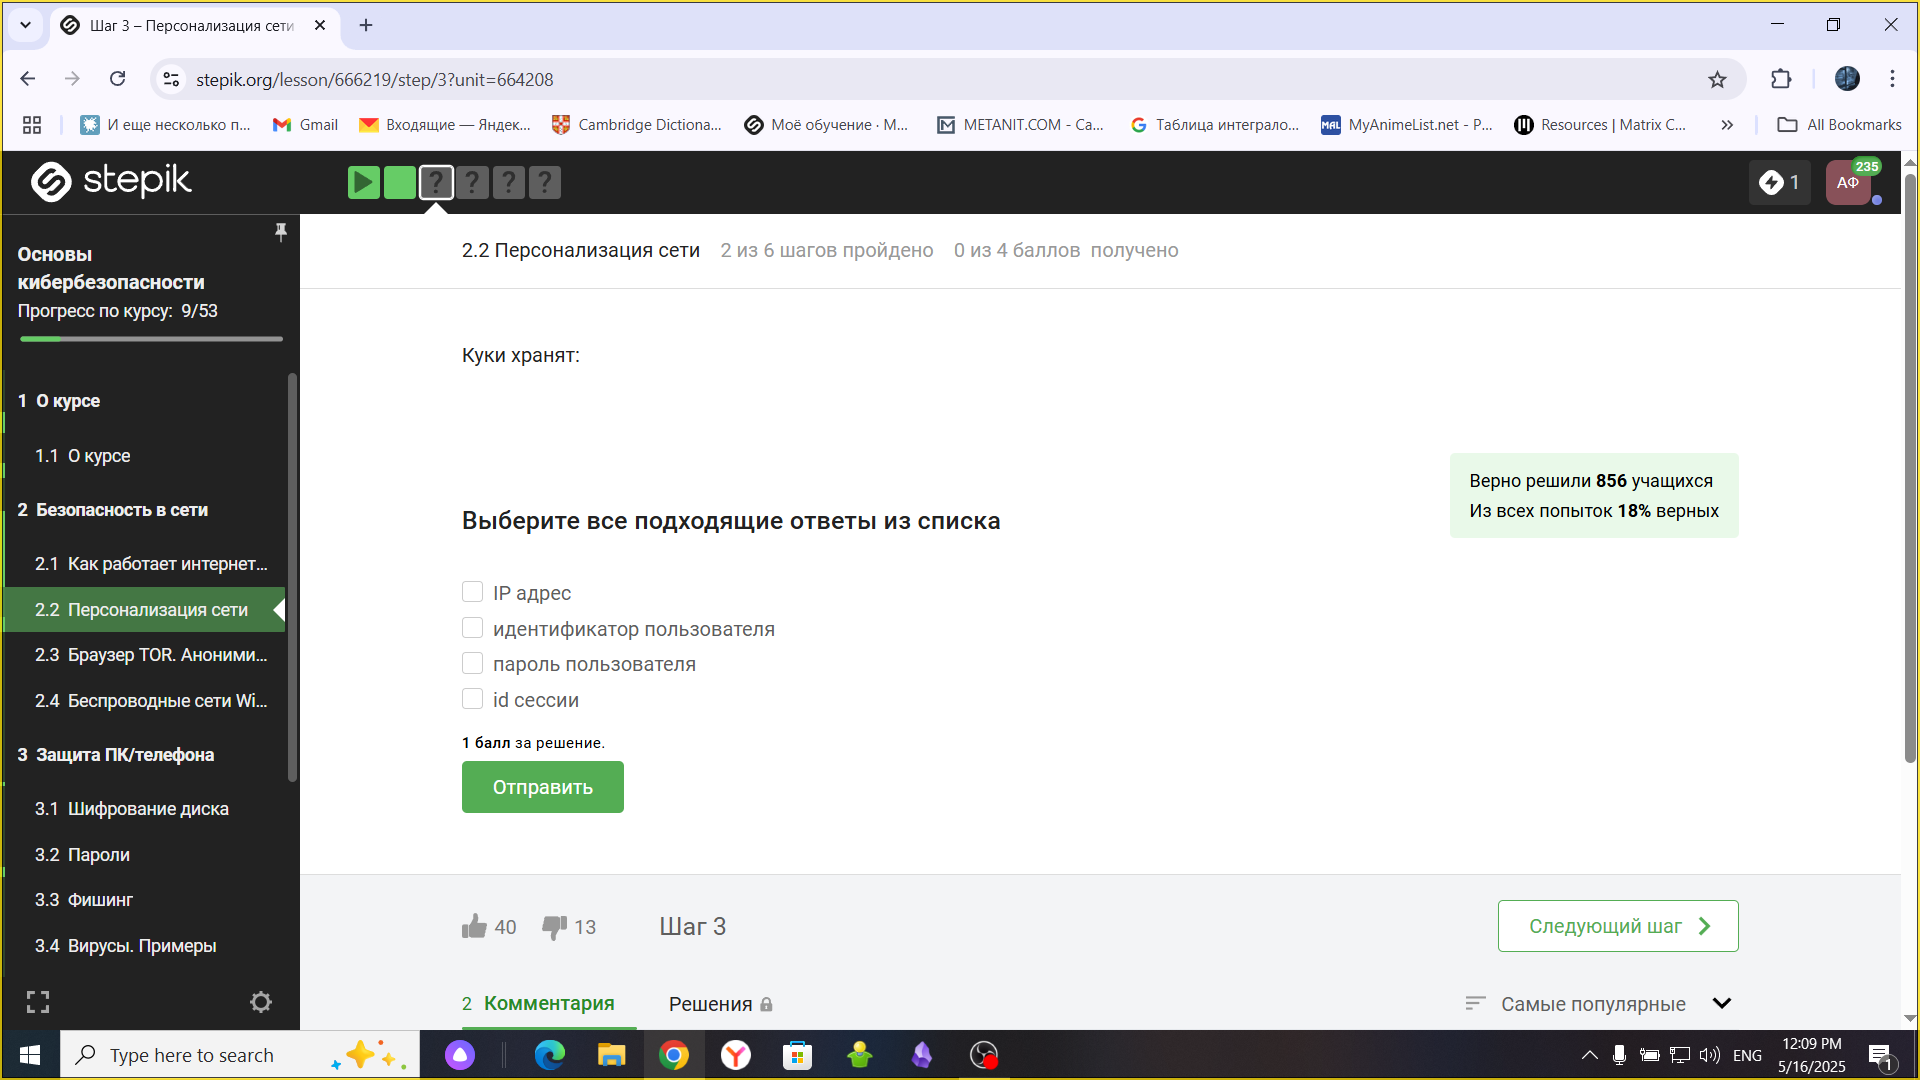 Шаг 3 – Персонализация сети
stepik.org/lesson/666219/step/3?unit=664208
И еще несколько п...
Gmail
Входящие — Яндек...
Cambridge Dictiona...
Моё обучение · M...
METANIT.COM - Ca...
Таблица интеграло...
MAL
MyAnimeList.net - P...
Resources | Matrix C...
All Bookmarks
stepik
?
?
?
?
1
АФ
235
Основы
кибербезопасности
Прогресс по курсу: 9/53
1 О курсе
1.1 О курсе
2 Безопасность в сети
2.1 Как работает интернет...
2.2 Персонализация сети
2.3 Браузер TOR. Аноними...
2.4 Беспроводные сети Wi...
3 Защита ПК/телефона
3.1 Шифрование диска
3.2 Пароли
3.3 Фишинг
3.4 Вирусы. Примеры
2.2 Персонализация сети 2 из 6 шагов пройдено 0 из 4 баллов получено
Куки хранят:
Верно решили 856 учащихся
Из всех попыток 18% верных
Выберите все подходящие ответы из списка
IP адрес
идентификатор пользователя
пароль пользователя
id сессии
1 балл за решение.
Отправить
40
13
Шаг 3
Следующий шаг
2 Комментария
Решения
Самые популярные
Type here to search
ENG
12:09 PM
5/16/2025
1